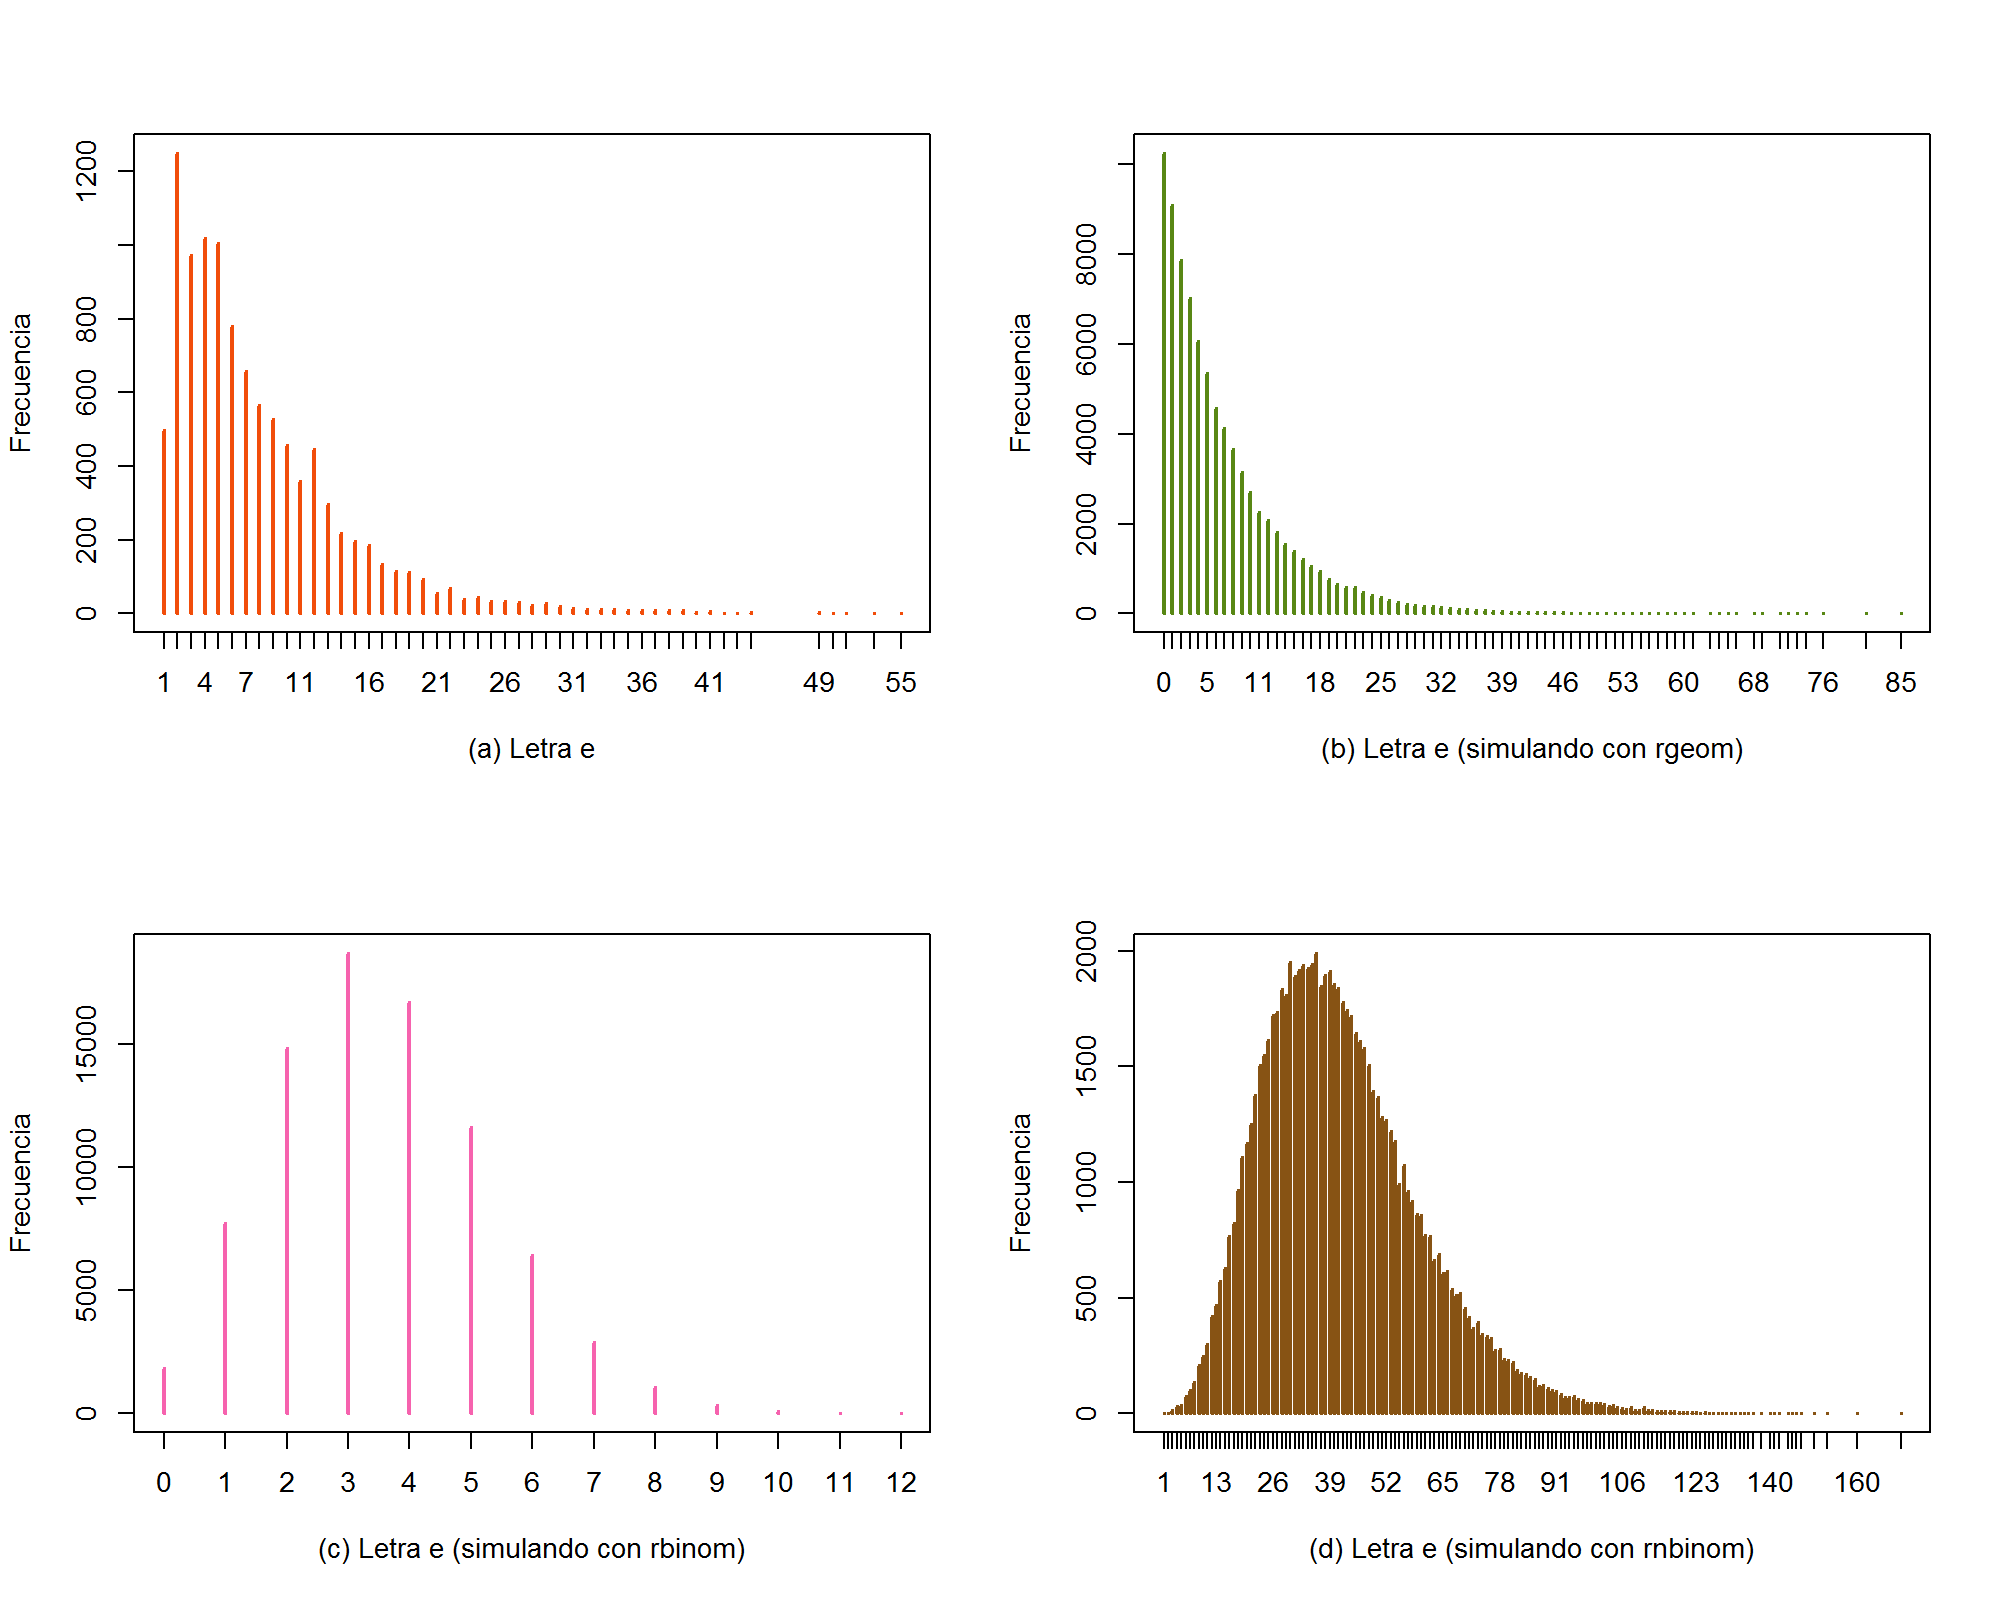 Frecuencia
0 200 400 600 800 1200
1 4 7 11 16 21 26 31 36 41 49 55
(a) Letra e
Frecuencia
0 2000 4000 6000 8000
0 5 11 18 25 32 39 46 53 60 68 76 85
(b) Letra e (simulando con rgeom)
Frecuencia
0 5000 10000 15000
0 1 2 3 4 5 6 7 8 9 10 11 12
(c) Letra e (simulando con rbinom)
Frecuencia
0 500 1000 1500 2000
1 13 26 39 52 65 78 91 106 123 140 160
(d) Letra e (simulando con rnbinom)